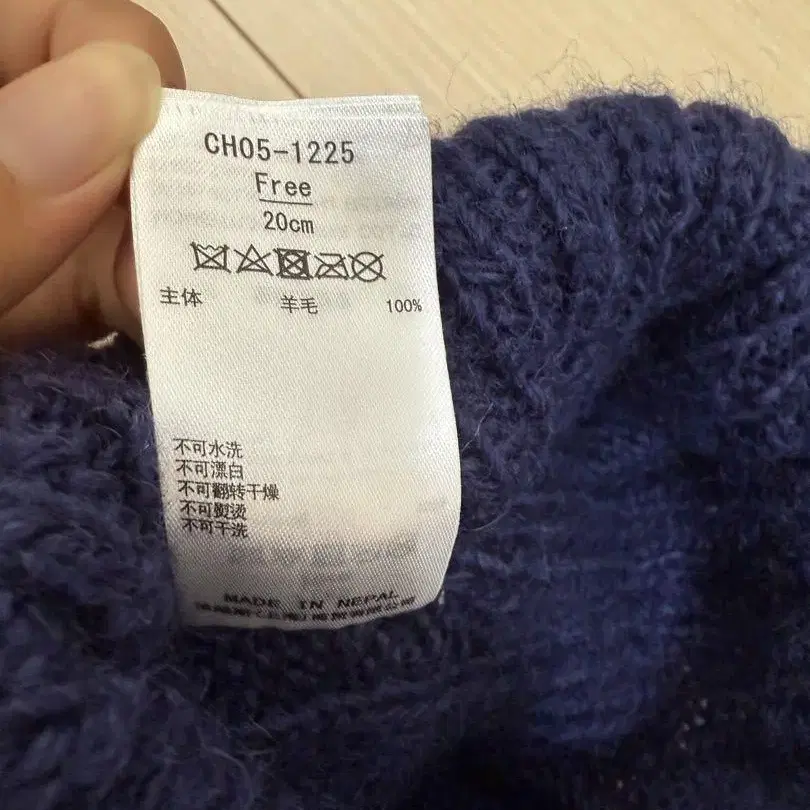 CH05-1225
Free
20cm
主体 羊毛 100%
不可水洗
不可漂白
不可翻转干燥
不可熨烫
不可干洗
MADE IN NEPAL